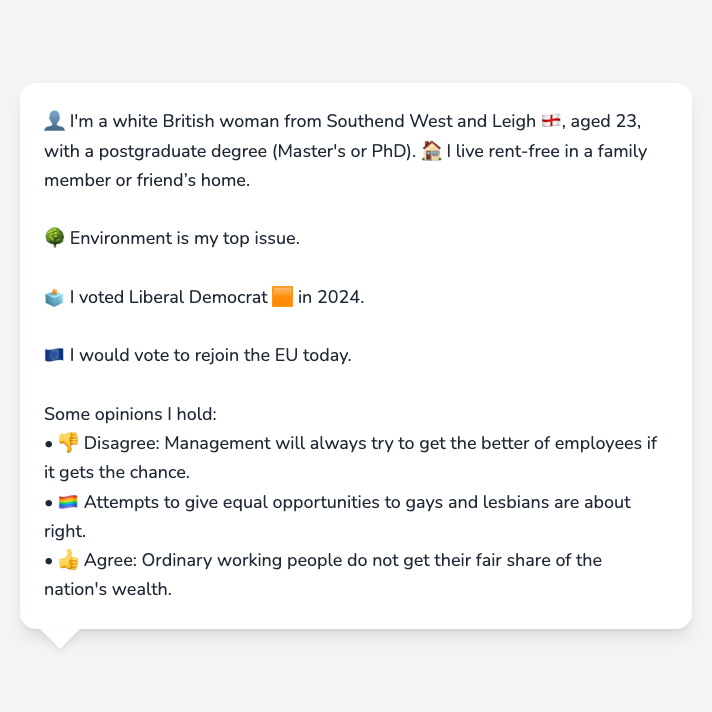 👤 I'm a white British woman from Southend West and Leigh 🏴󠁧󠁢󠁥󠁮󠁧󠁿, aged 23,
with a postgraduate degree (Master's or PhD). 🏠 I live rent-free in a family
member or friend’s home.
🌳 Environment is my top issue.
🗳️ I voted Liberal Democrat 🟧 in 2024.
🇪🇺 I would vote to rejoin the EU today.
Some opinions I hold:
• 👎 Disagree: Management will always try to get the better of employees if
it gets the chance.
• 🏳️‍🌈 Attempts to give equal opportunities to gays and lesbians are about
right.
• 👍 Agree: Ordinary working people do not get their fair share of the
nation's wealth.